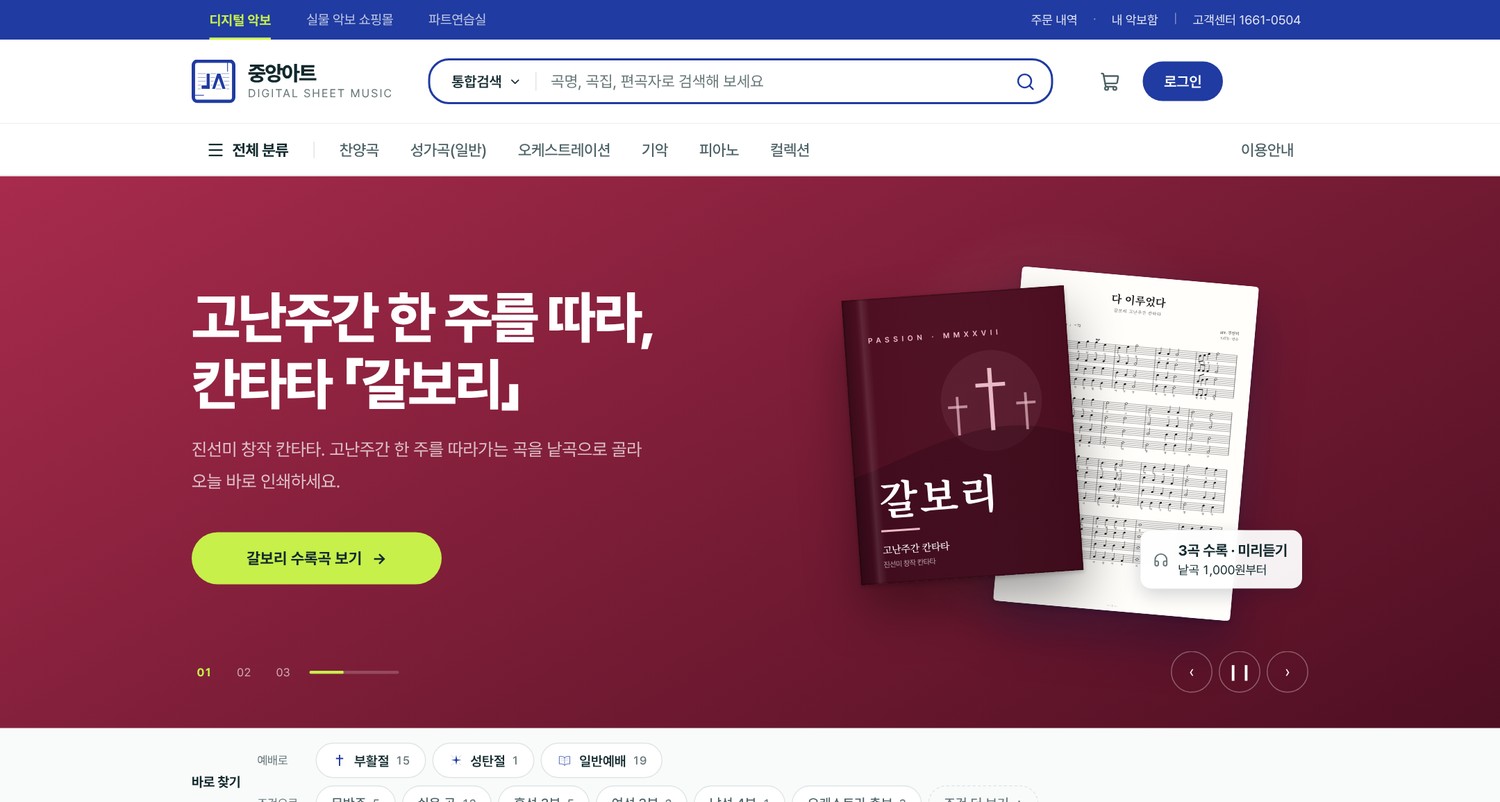 디지털 악보
실물 악보 쇼핑몰
파트연습실
주문 내역 · 내 악보함 | 고객센터 1661-0504
JA
중앙아트
DIGITAL SHEET MUSIC
통합검색
곡명, 곡집, 편곡자로 검색해 보세요
로그인
전체 분류
찬양곡
성가곡(일반)
오케스트레이션
기악
피아노
컬렉션
이용안내
고난주간 한 주를 따라,
칸타타 「갈보리」
진선미 창작 칸타타. 고난주간 한 주를 따라가는 곡을 낱곡으로 골라
오늘 바로 인쇄하세요.
갈보리 수록곡 보기 →
PASSION · MMXXVII
갈보리
고난주간 칸타타
진선미 창작 칸타타
다 이루었다
3곡 수록 · 미리듣기
낱곡 1,000원부터
01 02 03
바로 찾기
예배로
부활절 15
성탄절 1
일반예배 19